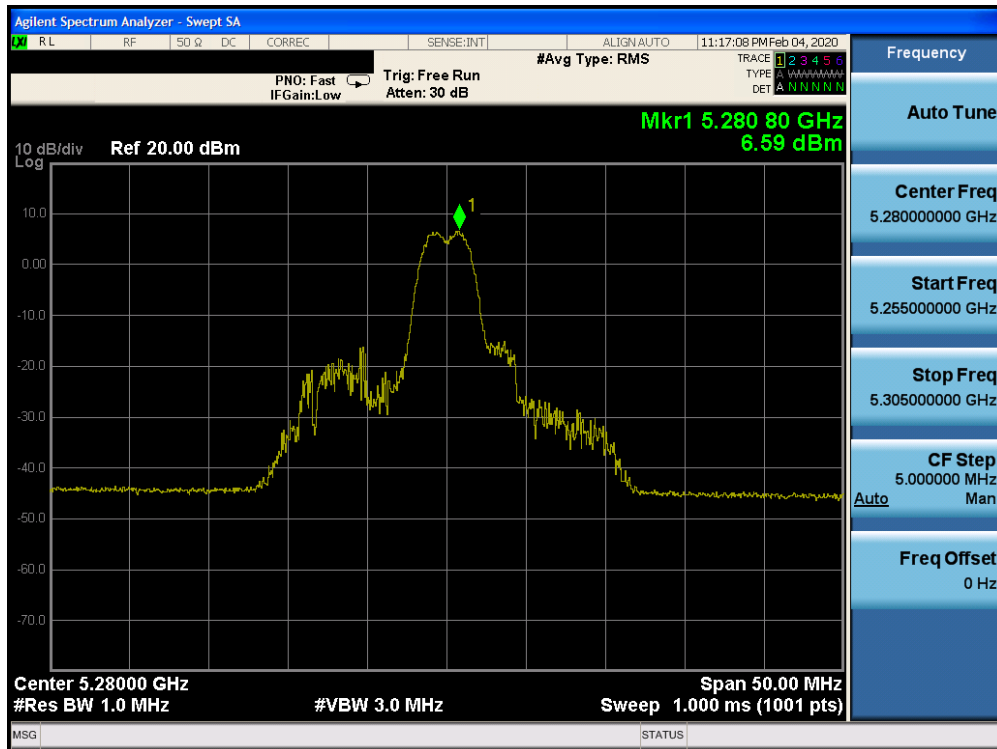 Agilent Spectrum Analyzer - Swept SA
LXI RL RF 50 Ω DC CORREC SENSE:INT ALIGN AUTO 11:17:08 PM Feb 04, 2020
Frequency
#Avg Type: RMS
TRACE 1 2 3 4 5 6
PNO: Fast
Trig: Free Run
TYPE A WWWWW
IFGain:Low
Atten: 30 dB
DET A N N N N N
Auto Tune
Mkr1 5.280 80 GHz
6.59 dBm
10 dB/div
Ref 20.00 dBm
Log
1
10.0
0.00
-10.0
-20.0
-30.0
-40.0
-50.0
-60.0
-70.0
Center Freq
5.280000000 GHz
Start Freq
5.255000000 GHz
Stop Freq
5.305000000 GHz
CF Step
5.000000 MHz
Auto Man
Freq Offset
0 Hz
Center 5.28000 GHz
Span 50.00 MHz
#Res BW 1.0 MHz
#VBW 3.0 MHz
Sweep 1.000 ms (1001 pts)
MSG
STATUS